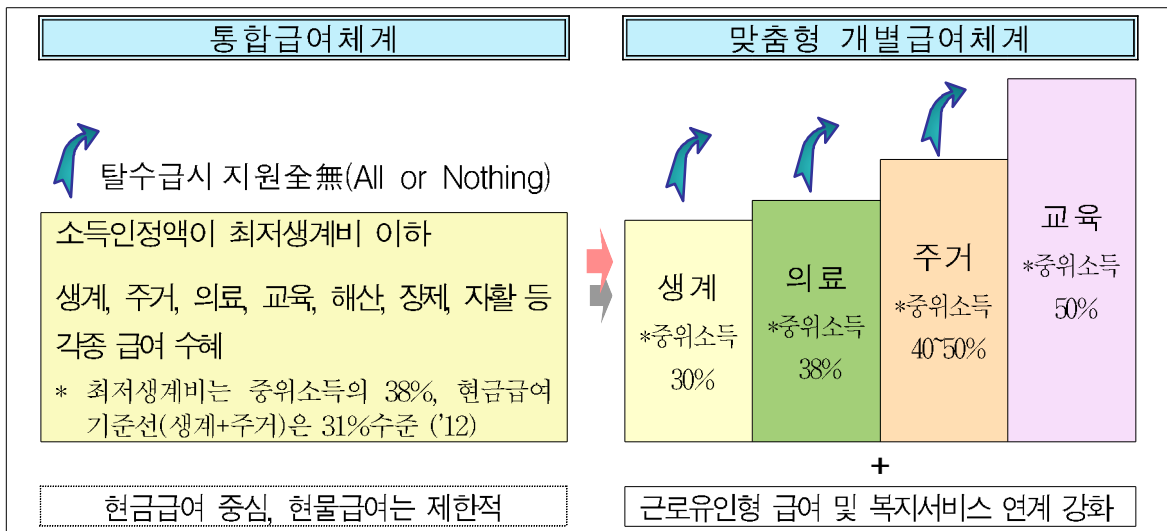 통합급여체계
탈수급시 지원全無(All or Nothing)
소득인정액이 최저생계비 이하
생계, 주거, 의료, 교육, 해산, 장제, 자활 등
각종 급여 수혜
* 최저생계비는 중위소득의 38%, 현금급여
기준선(생계+주거)은 31%수준 ('12)
현금급여 중심, 현물급여는 제한적
맞춤형 개별급여체계
생계
*중위소득
30%
의료
*중위소득
38%
주거
*중위소득
40~50%
교육
*중위소득
50%
+
근로유인형 급여 및 복지서비스 연계 강화